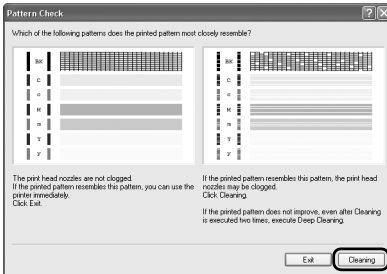 Pattern Check
Which of the following patterns does the printed pattern most closely resemble?
BK
C
c
M
m
Y
y
BK
C
c
M
m
Y
y
The print head nozzles are not clogged.
If the printed pattern resembles this pattern, you can use the
printer immediately.
Click Exit.
If the printed pattern resembles this pattern, the print head
nozzles may be clogged.
Click Cleaning.
If the printed pattern does not improve, even after Cleaning
is executed two times, execute Deep Cleaning.
Exit
Cleaning